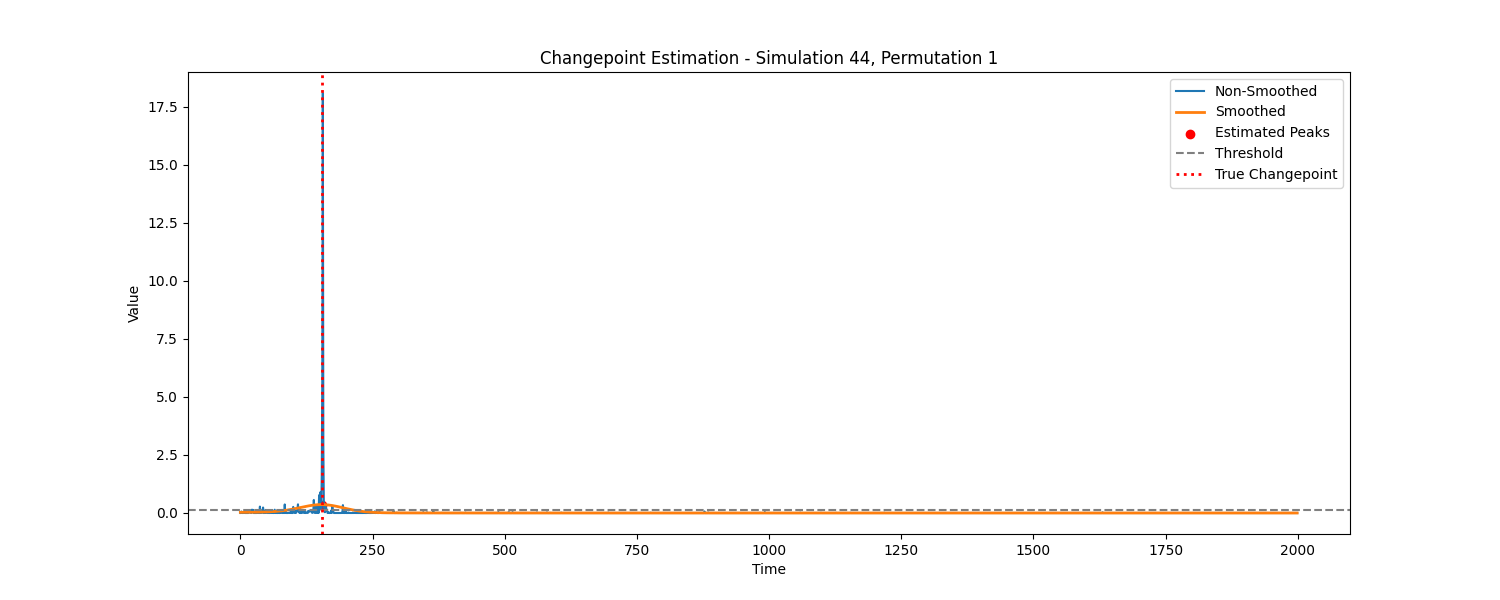 Changepoint Estimation - Simulation 44, Permutation 1
Non-Smoothed
Smoothed
Estimated Peaks
Threshold
True Changepoint
17.5
15.0
12.5
10.0
7.5
5.0
2.5
0.0
Value
0
250
500
750
1000
1250
1500
1750
2000
Time